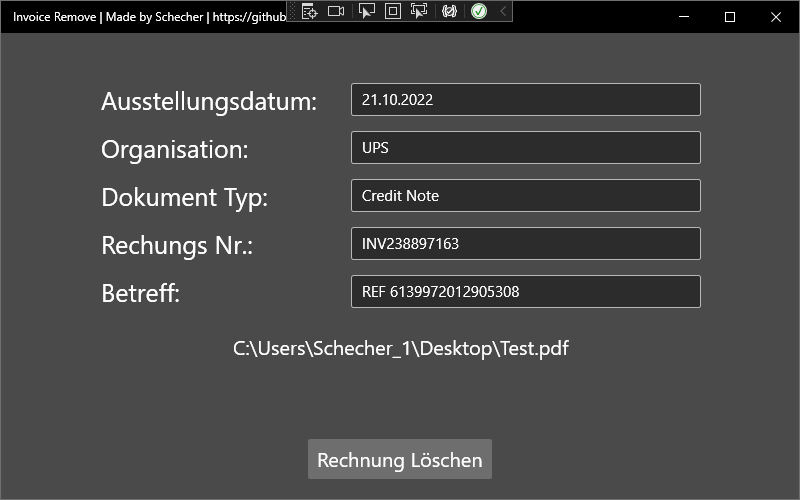 Invoice Remove | Made by Schecher | https://github
Ausstellungsdatum: 21.10.2022
Organisation: UPS
Dokument Typ: Credit Note
Rechungs Nr.: INV238897163
Betreff: REF 6139972012905308
C:\Users\Schecher_1\Desktop\Test.pdf
Rechnung Löschen